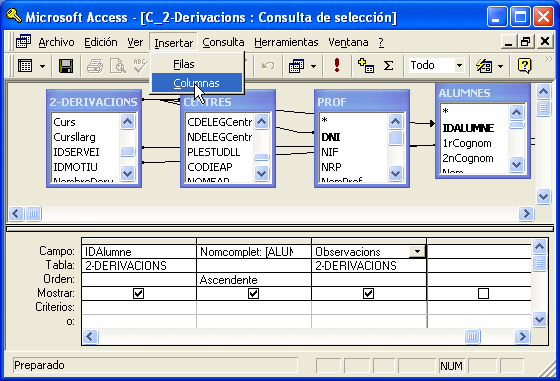 Microsoft Access - [C_2-Derivacions : Consulta de selección]
Archivo Edición Ver Insertar Consulta Herramientas Ventana ?
Filas
Columnas
Todo
2-DERIVACIONS
Curs
Cursllarg
IDSERVEI
IDMOTIU
NombreDeriv
CENTRES
CDELEGCentr
NDELEGCentr
PLESTUDLL
CODIEAP
NOMEAP
PROF
*
DNI
NIF
NRP
NomProf
ALUMNES
*
IDALUMNE
1rCognom
2nCognom
Nom
Campo: IDAlumne Nomcomplet: [ALUM Observacions
Tabla: 2-DERIVACIONS 2-DERIVACIONS
Orden: Ascendente
Mostrar:
Criterios:
o:
Preparado NUM